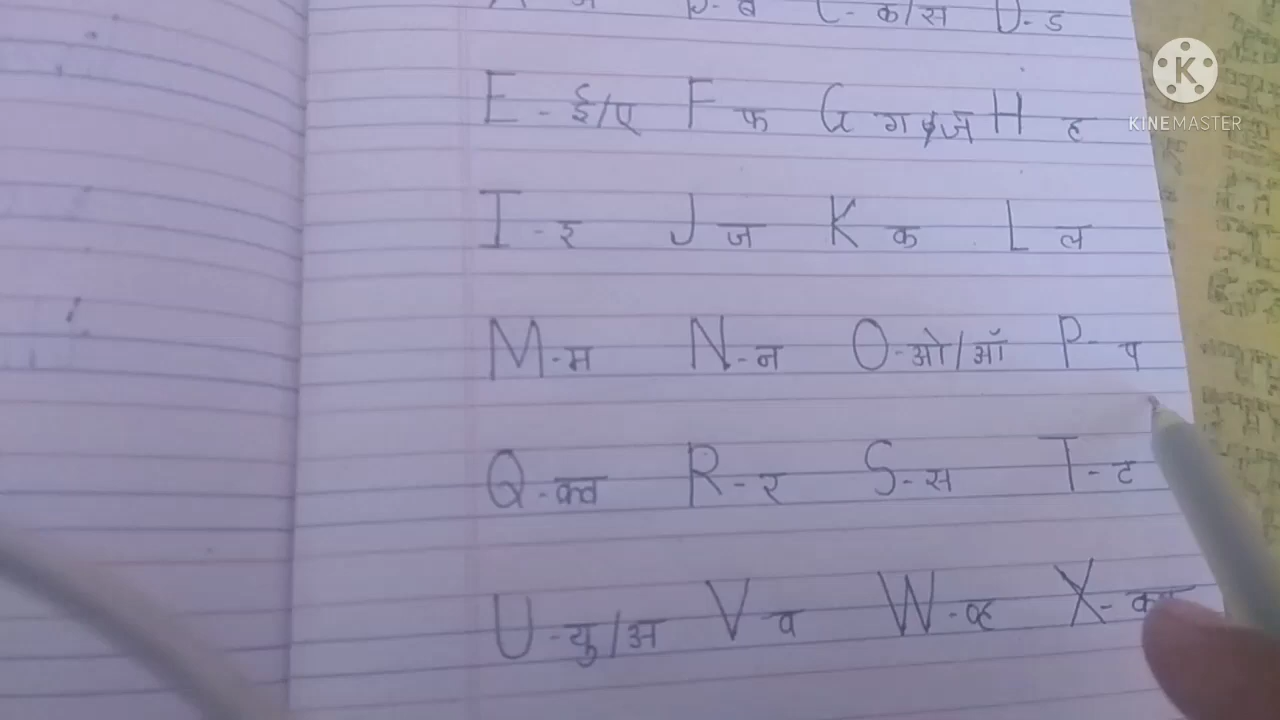 B- ब C- क/स D- ड
E - ई/ए F फ G ग/ज H ह
I - इ J ज K क L ल
M - म N - न O - ओ/ऑ P - प
Q - क्व R - र S - स T - ट
U - यु/अ V व W - व्ह X -
KINEMASTER